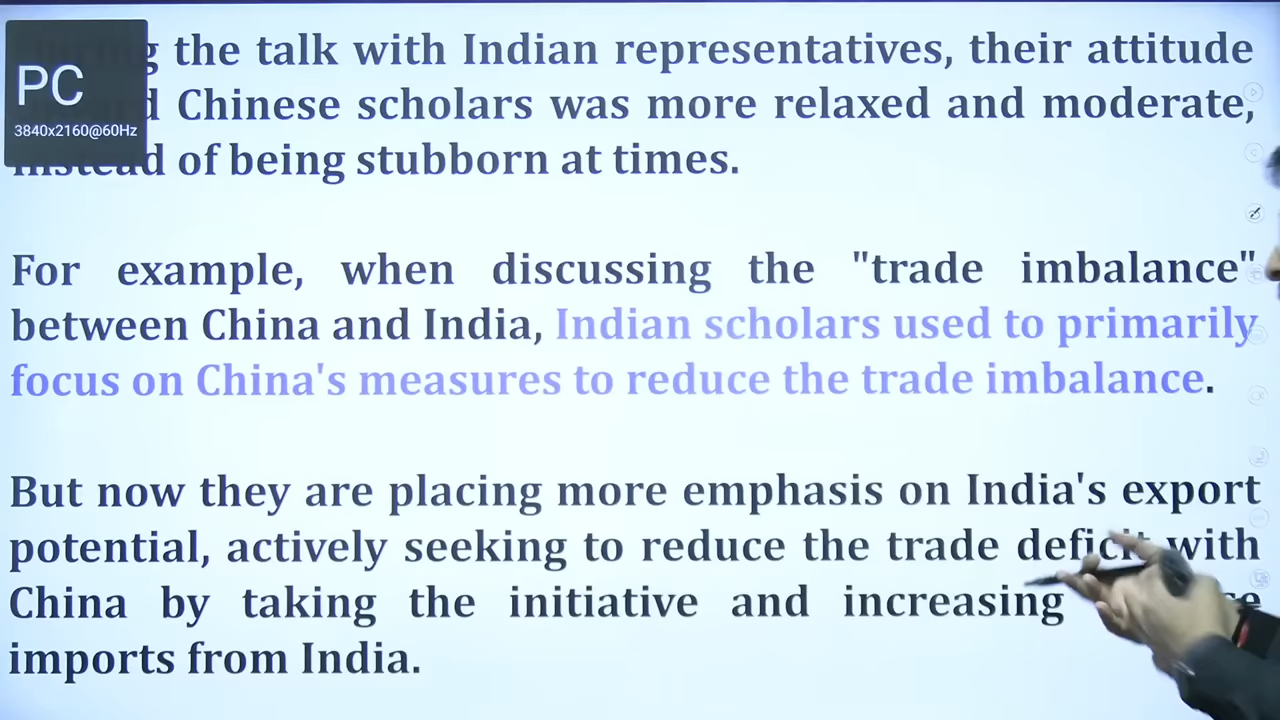 PC
3840x2160@60Hz
the talk with Indian representatives, their attitude
Chinese scholars was more relaxed and moderate,
instead of being stubborn at times.
For example, when discussing the "trade imbalance"
between China and India, Indian scholars used to primarily
focus on China's measures to reduce the trade imbalance.
But now they are placing more emphasis on India's export
potential, actively seeking to reduce the trade deficit with
China by taking the initiative and increasing
imports from India.